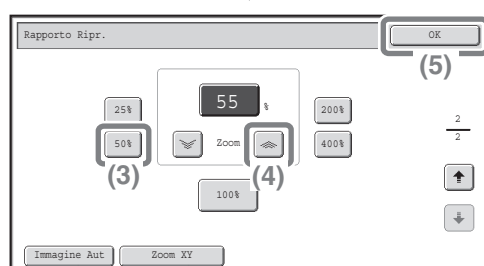 Rapporto Ripr.
OK
(5)
25%
55 %
200%
50%
Zoom
400%
(3)
(4)
100%
2
2
Immagine Aut
Zoom XY